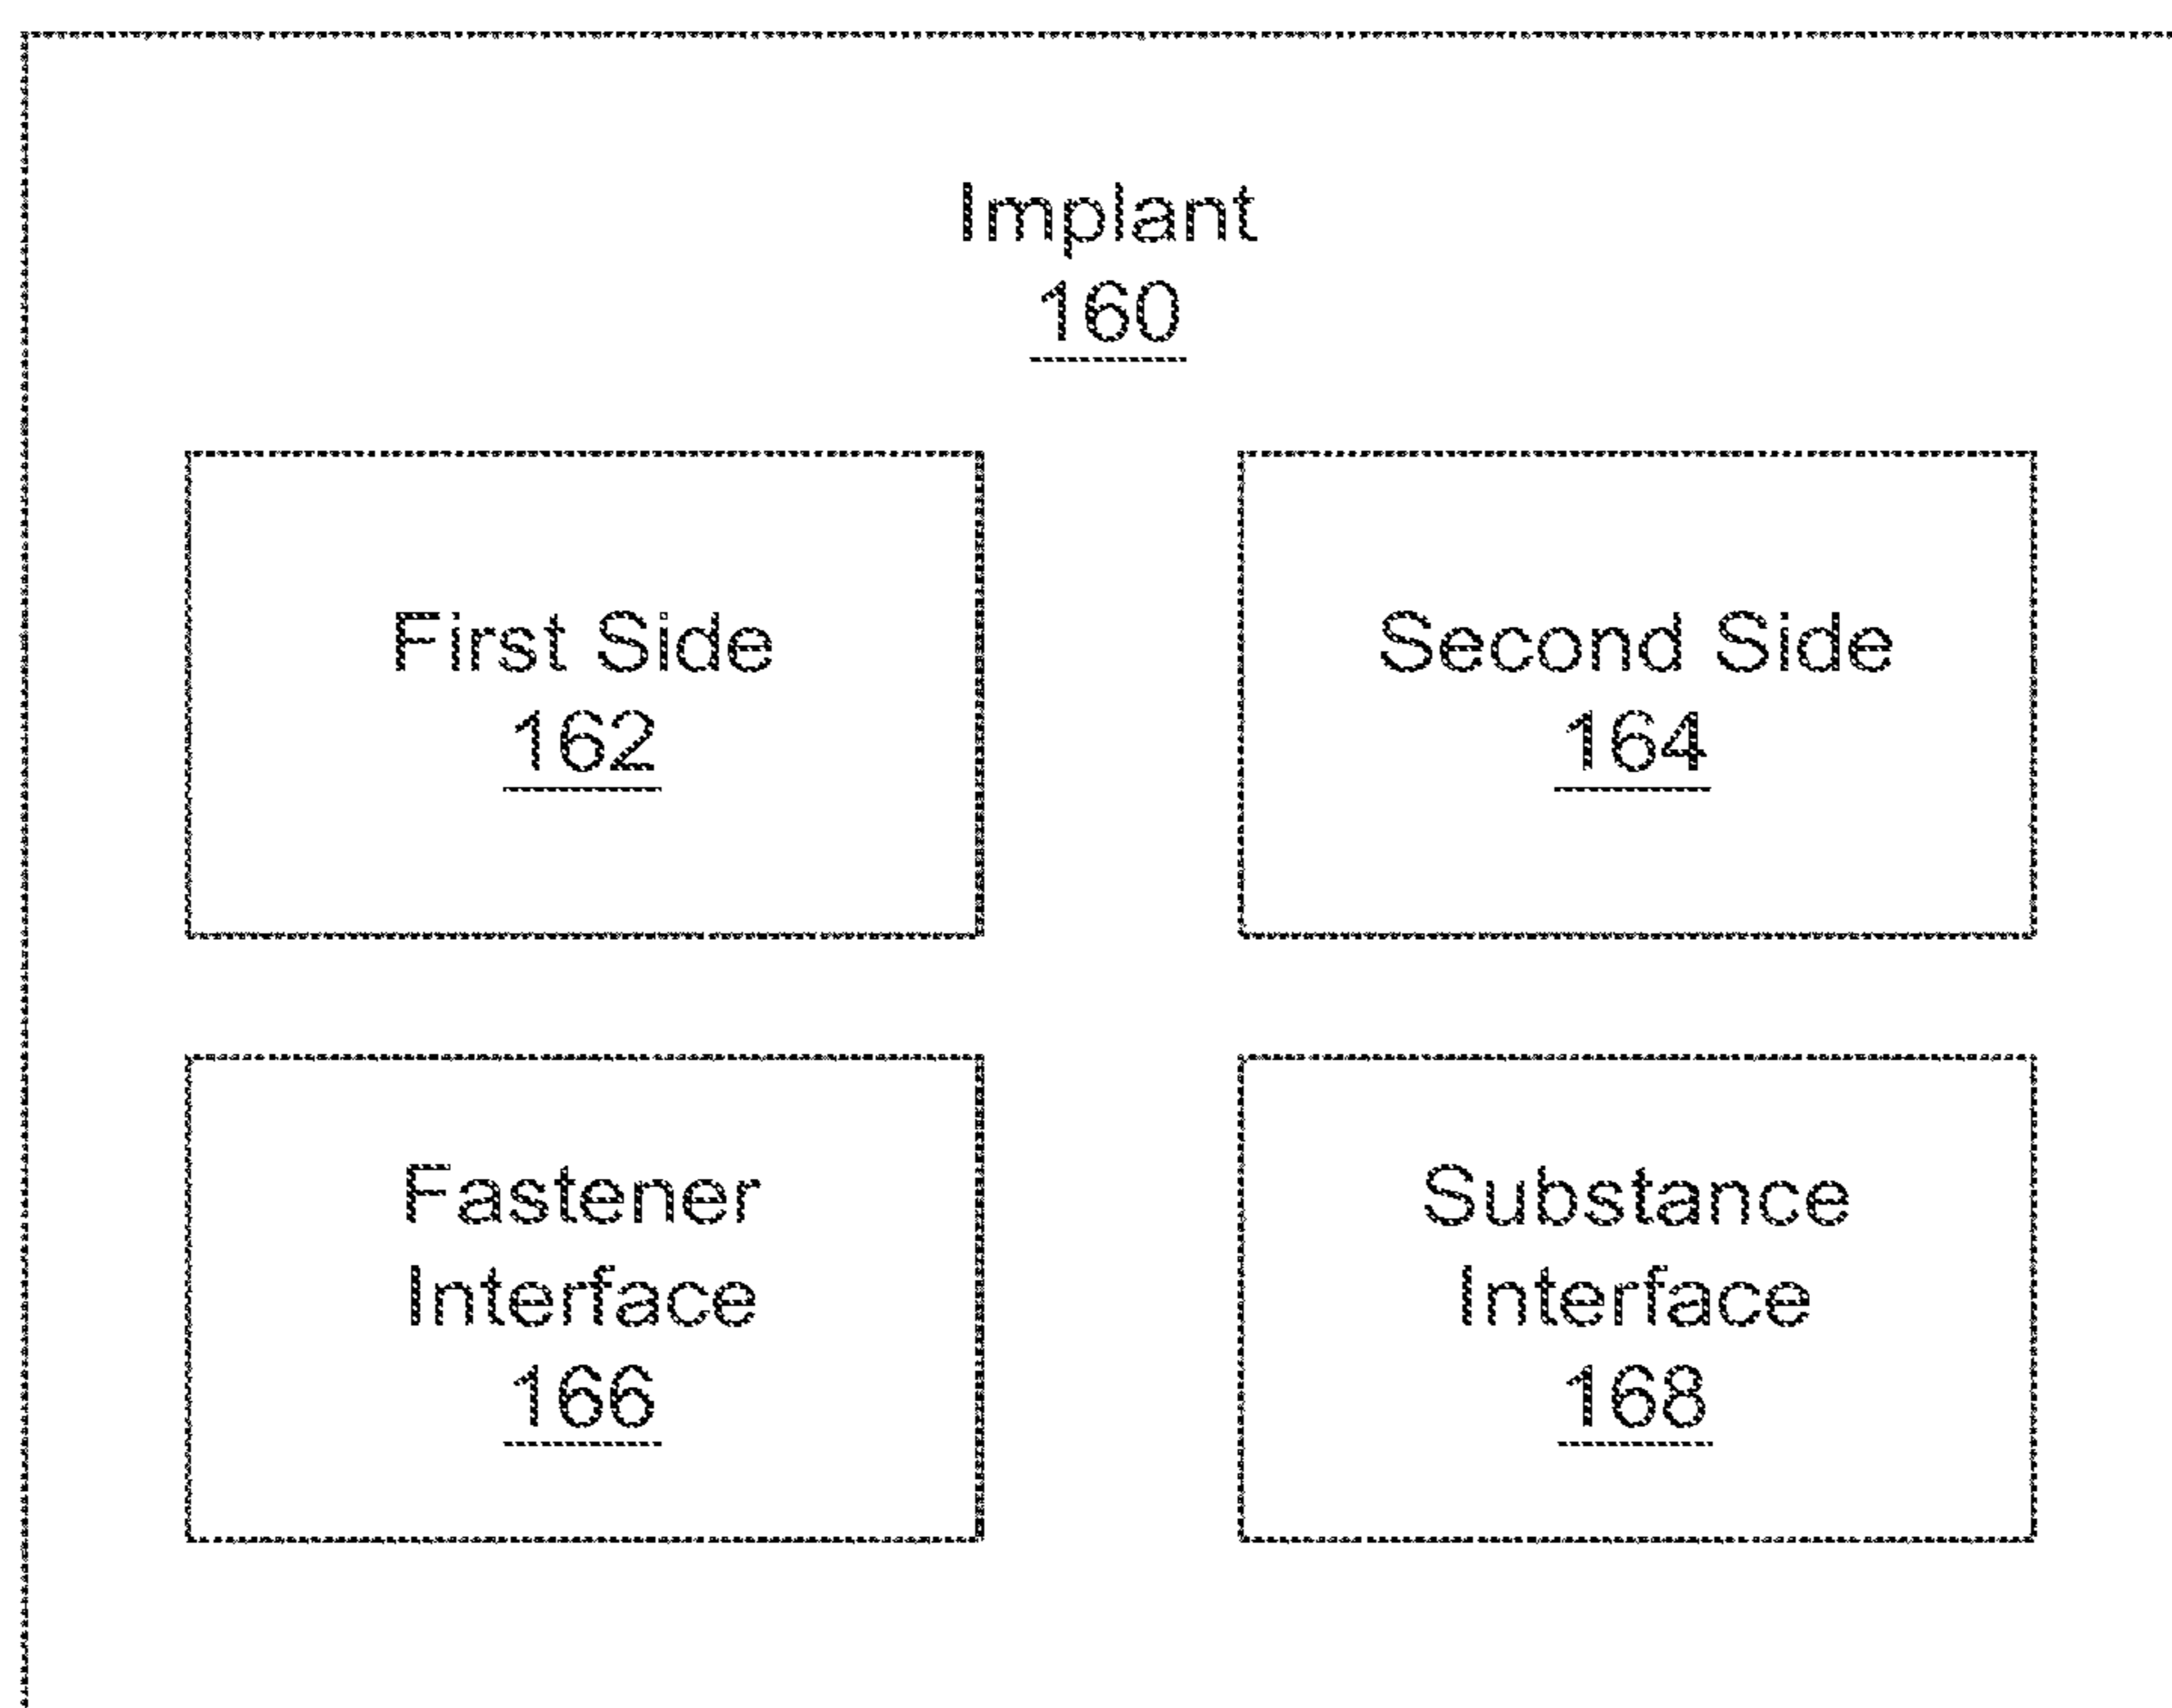 Implant
160
First Side
162
Second Side
164
Fastener
Interface
166
Substance
Interface
168